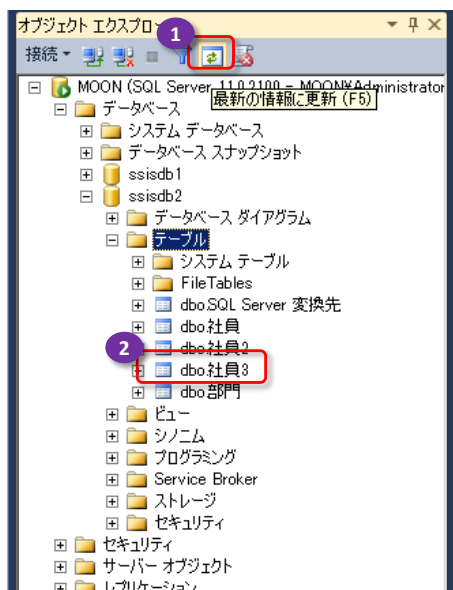 オブジェクト エクスプロー
1
接続
最新の情報に更新 (F5)
MOON (SQL Server 11.0.2100 - MOON¥Administrator
データベース
システム データベース
データベース スナップショット
ssisdb1
ssisdb2
データベース ダイアグラム
テーブル
システム テーブル
FileTables
dbo.SQL Server 変換先
dbo.社員
2
dbo.社員2
dbo.社員3
dbo.部門
ビュー
シノニム
プログラミング
Service Broker
ストレージ
セキュリティ
セキュリティ
サーバー オブジェクト
レプリケーション